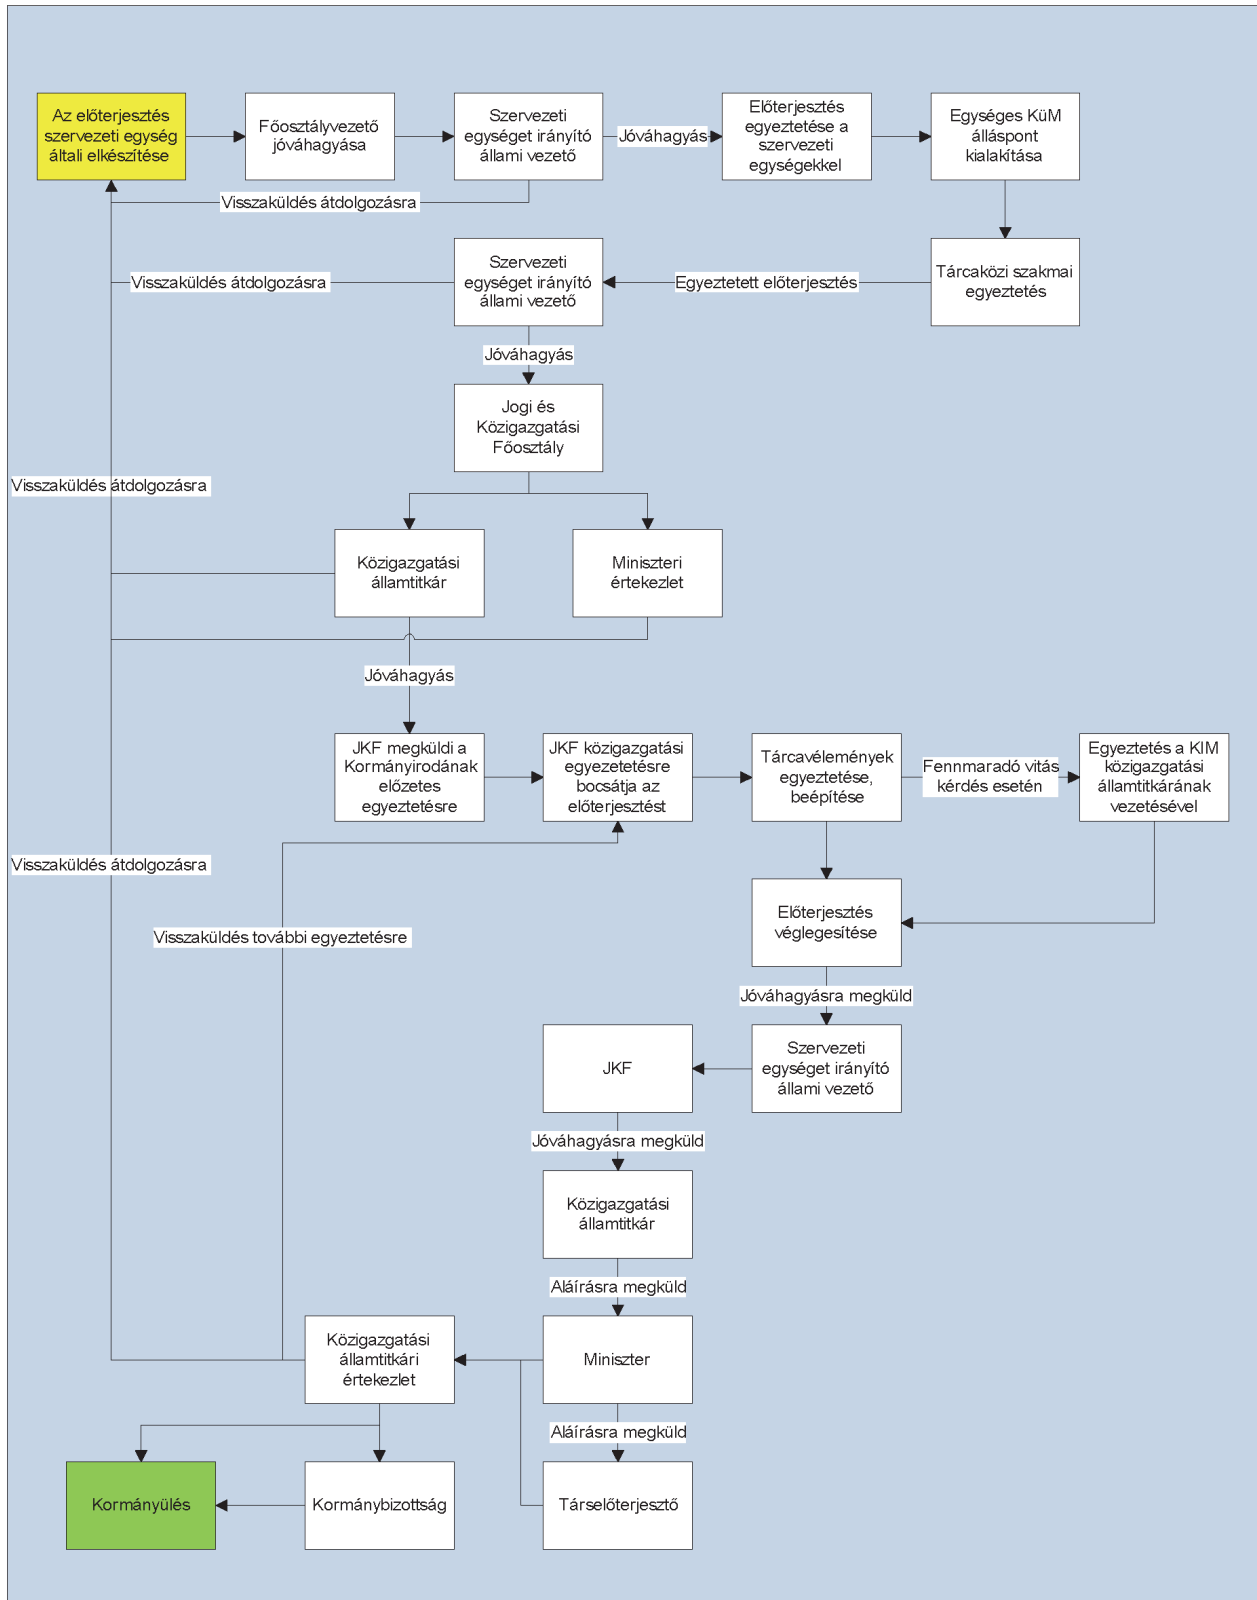 Az előterjesztés
szervezeti egység
általi elkészítése
Főosztályvezető
jóváhagyása
Szervezeti
egységet irányító
állami vezető
Jóváhagyás
Előterjesztés
egyeztetése a
szervezeti
egységekkel
Egységes KüM
álláspont
kialakítása
Visszaküldés átdolgozásra
Tárcaközi szakmai
egyeztetés
Egyeztetett előterjesztés
Szervezeti
egységet irányító
állami vezető
Visszaküldés átdolgozásra
Jóváhagyás
Jogi és
Közigazgatási
Főosztály
Visszaküldés átdolgozásra
Közigazgatási
államtitkár
Miniszteri
értekezlet
Jóváhagyás
JKF megküldi a
Kormányirodának
előzetes
egyeztetésre
JKF közigazgatási
egyezetetésre
bocsátja az
előterjesztést
Tárcavélemények
egyeztetése,
beépítése
Fennmaradó vitás
kérdés esetén
Egyeztetés a KIM
közigazgatási
államtitkárának
vezetésével
Visszaküldés átdolgozásra
Előterjesztés
véglegesítése
Visszaküldés további egyeztetésre
Jóváhagyásra megküld
Szervezeti
egységet irányító
állami vezető
JKF
Jóváhagyásra megküld
Közigazgatási
államtitkár
Aláírásra megküld
Miniszter
Közigazgatási
államtitkári
értekezlet
Aláírásra megküld
Társelőterjesztő
Kormánybizottság
Kormányülés